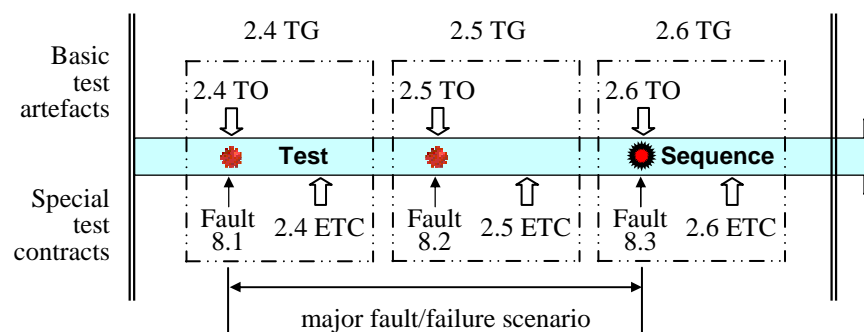 2.4 TG 2.5 TG 2.6 TG
Basic
test
artefacts
2.4 TO 2.5 TO 2.6 TO
Test Sequence
Special
test
contracts
Fault
8.1
2.4 ETC
Fault
8.2
2.5 ETC
Fault
8.3
2.6 ETC
major fault/failure scenario